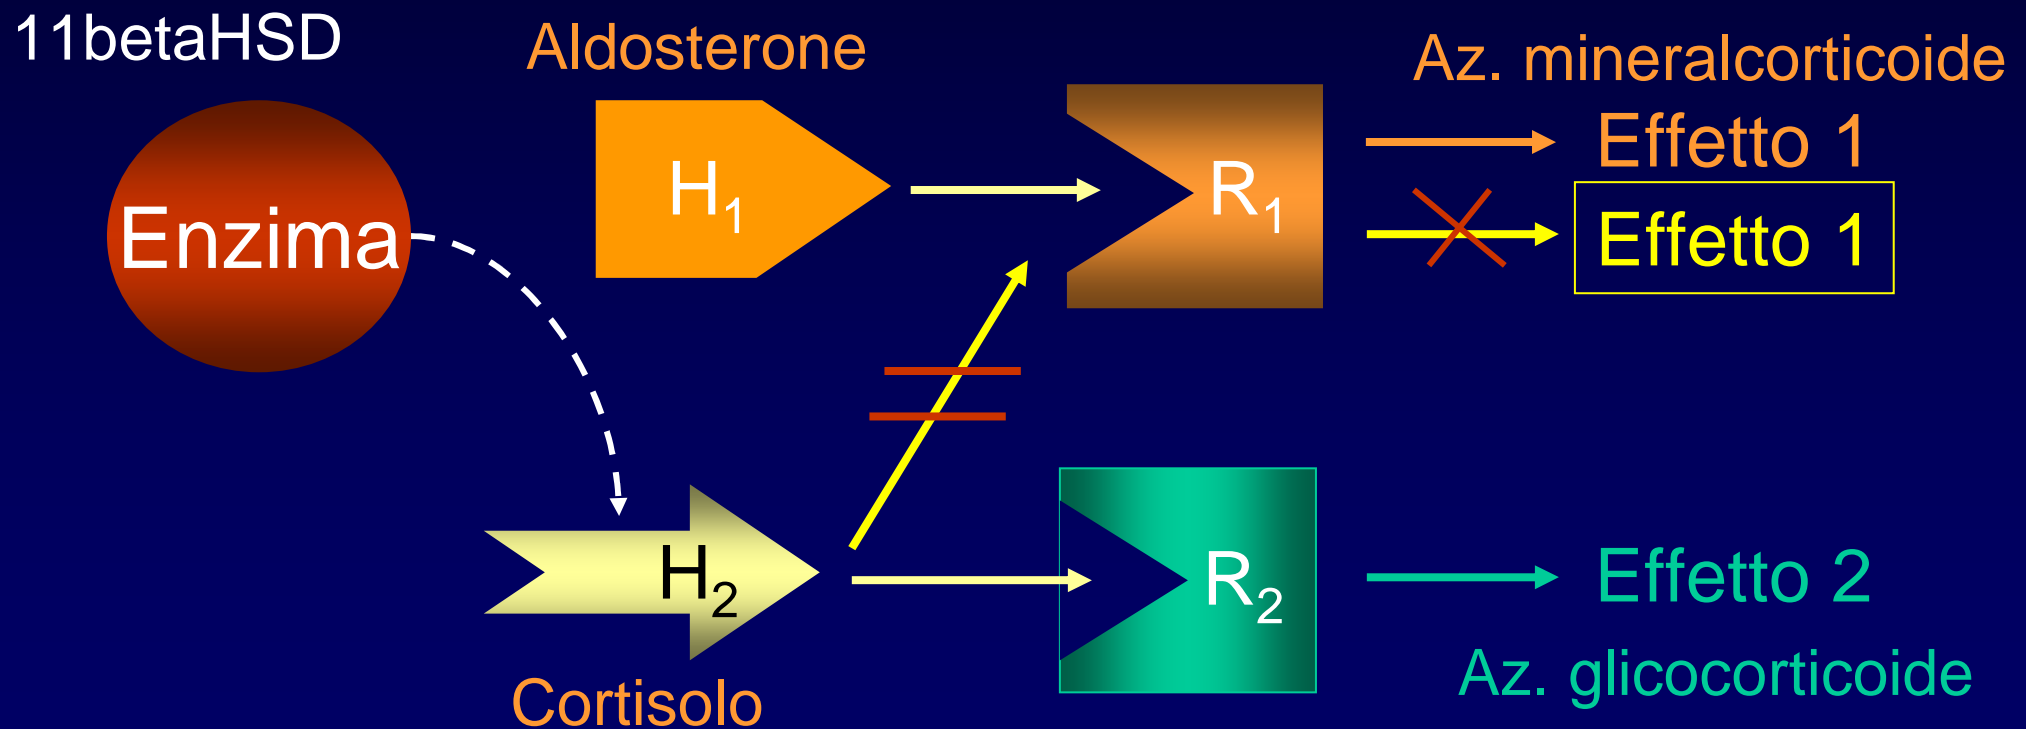 11betaHSD
Aldosterone
Az. mineralcorticoide
Enzima
H1
R1
Effetto 1
Effetto 1
H2
R2
Effetto 2
Cortisolo
Az. glicocorticoide